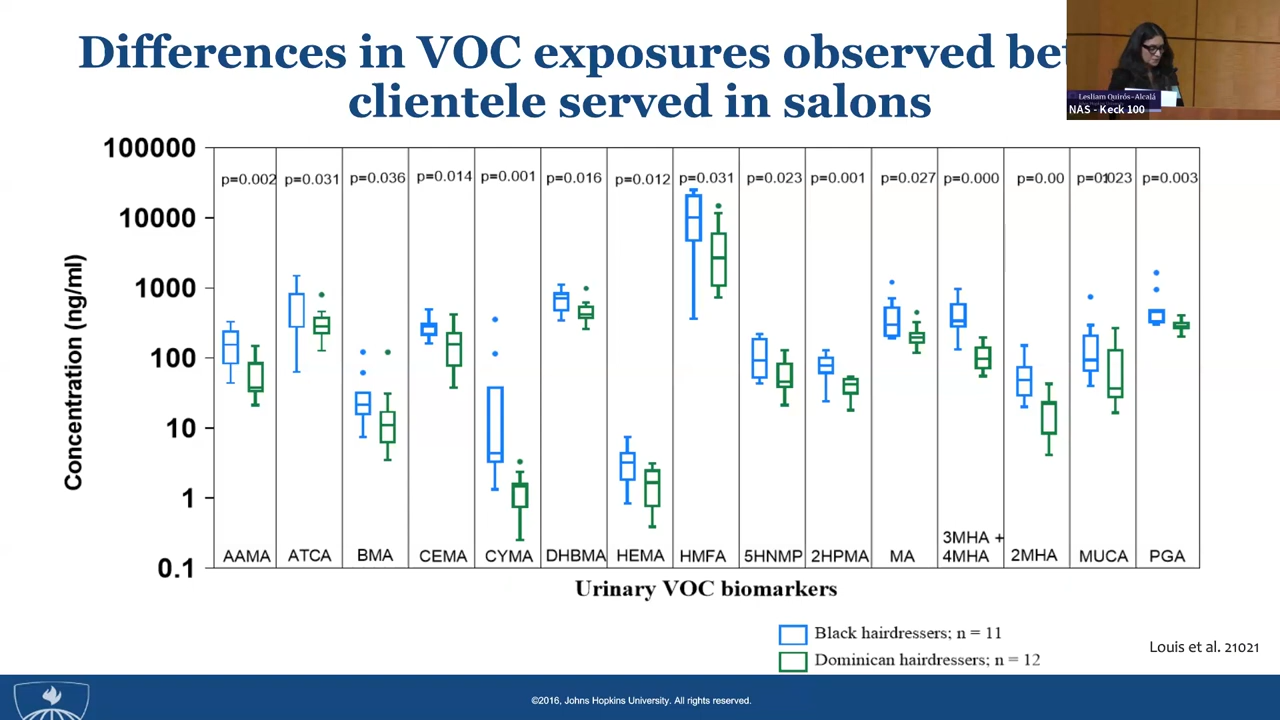 Differences in VOC exposures observed bet
clientele served in salons
Lesliam Quirós-Alcalá
NAS - Keck 100
100000
10000
1000
100
10
1
0.1
Concentration (ng/ml)
p=0.002 p=0.031 p=0.036 p=0.014 p=0.001 p=0.016 p=0.012 p=0.031 p=0.023 p=0.001 p=0.027 p=0.000 p=0.00 p=0.023 p=0.003
AAMA ATCA BMA CEMA CYMA DHBMA HEMA HMFA 5HNMP 2HPMA MA 3MHA + 4MHA 2MHA MUCA PGA
Urinary VOC biomarkers
Black hairdressers; n = 11
Dominican hairdressers; n = 12
Louis et al. 21021
©2016, Johns Hopkins University. All rights reserved.